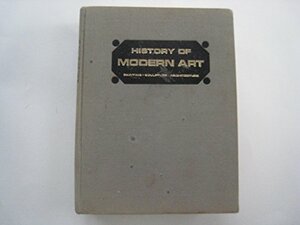 HISTORY OF
MODERN ART
PAINTING • SCULPTURE • ARCHITECTURE